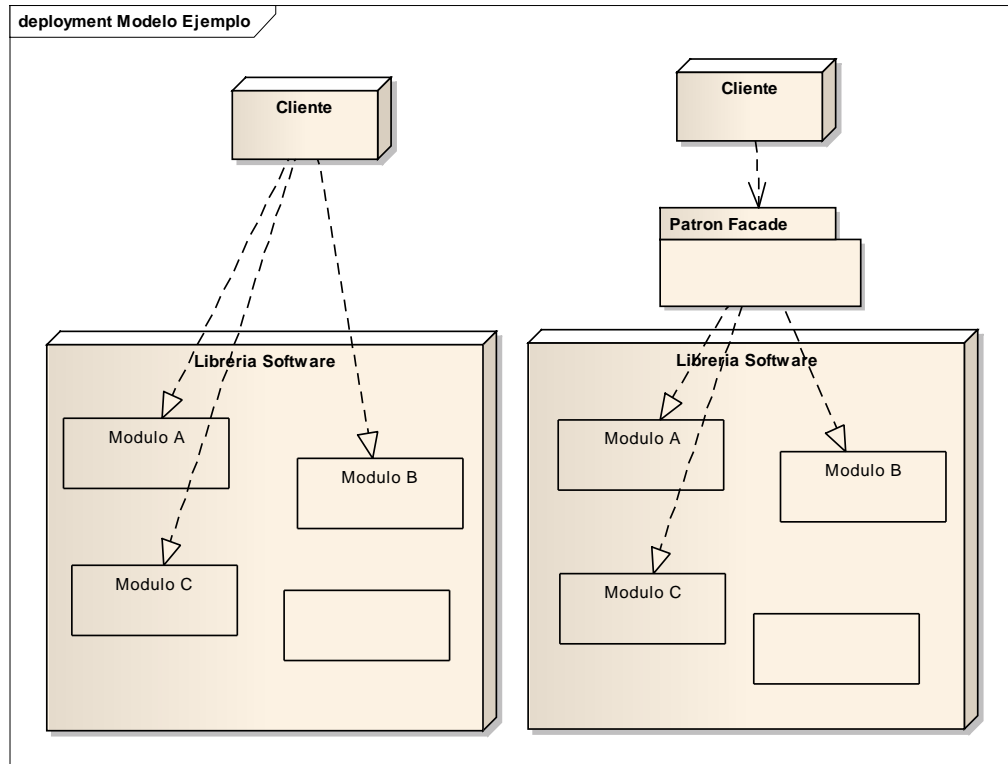 deployment Modelo Ejemplo
Cliente
Libreria Software
Modulo A
Modulo B
Modulo C
Cliente
Patron Facade
Libreria Software
Modulo A
Modulo B
Modulo C